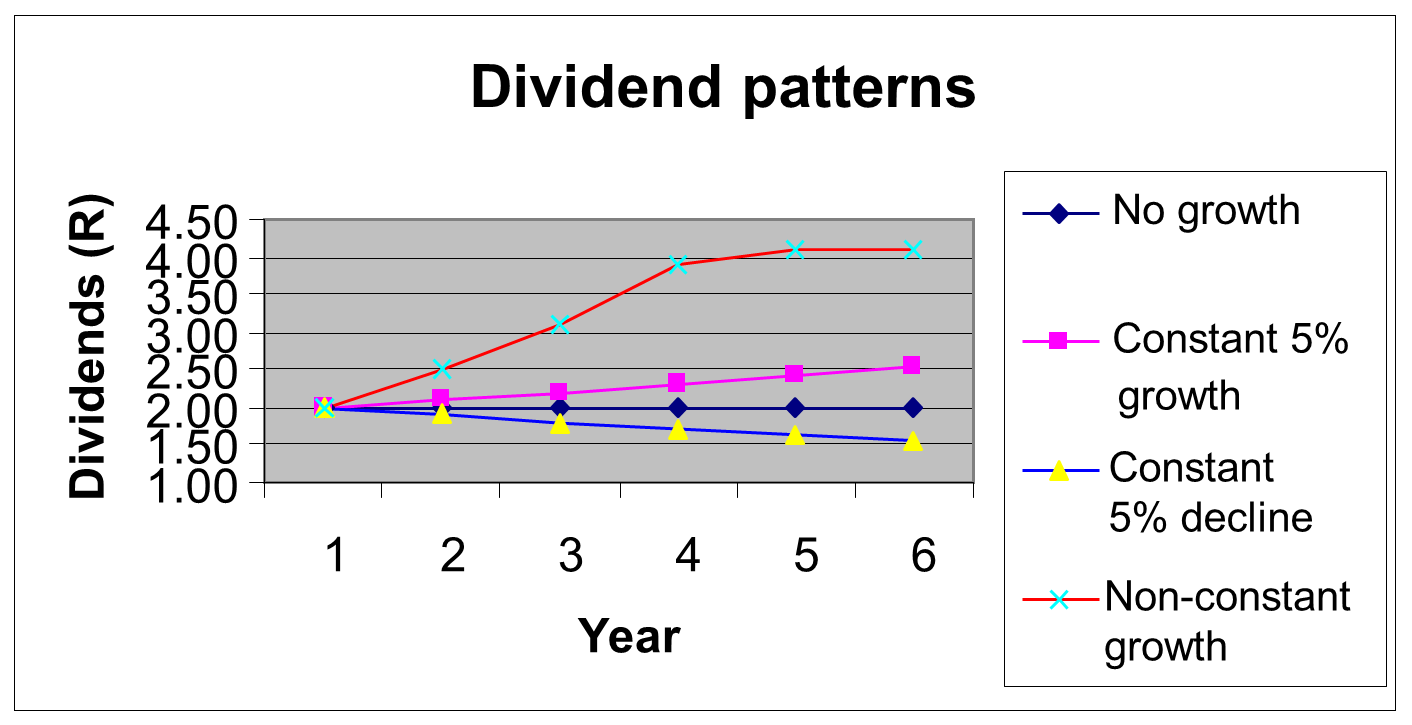 Dividend patterns
Dividends (R)
4.50
4.00
3.50
3.00
2.50
2.00
1.50
1.00
1 2 3 4 5 6
Year
No growth
Constant 5%
growth
Constant
5% decline
Non-constant
growth